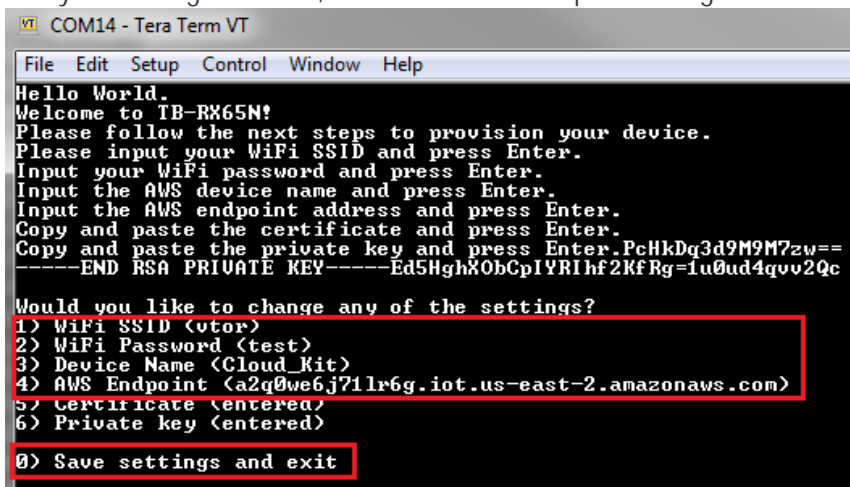 COM14 - Tera Term VT
File Edit Setup Control Window Help
Hello World.
Welcome to TB-RX65N!
Please follow the next steps to provision your device.
Please input your WiFi SSID and press Enter.
Input your WiFi password and press Enter.
Input the AWS device name and press Enter.
Input the AWS endpoint address and press Enter.
Copy and paste the certificate and press Enter.
Copy and paste the private key and press Enter.PcHkDq3d9M9M7zw==
-----END RSA PRIVATE KEY-----Ed5HghXObCpIYRIhf2KfRg=1u0ud4qvv2Qc
Would you like to change any of the settings?
1) WiFi SSID (vtor)
2) WiFi Password (test)
3) Device Name (Cloud_Kit)
4) AWS Endpoint (a2q0we6j71lr6g.iot.us-east-2.amazonaws.com)
5) Certificate (entered)
6) Private key (entered)
0) Save settings and exit